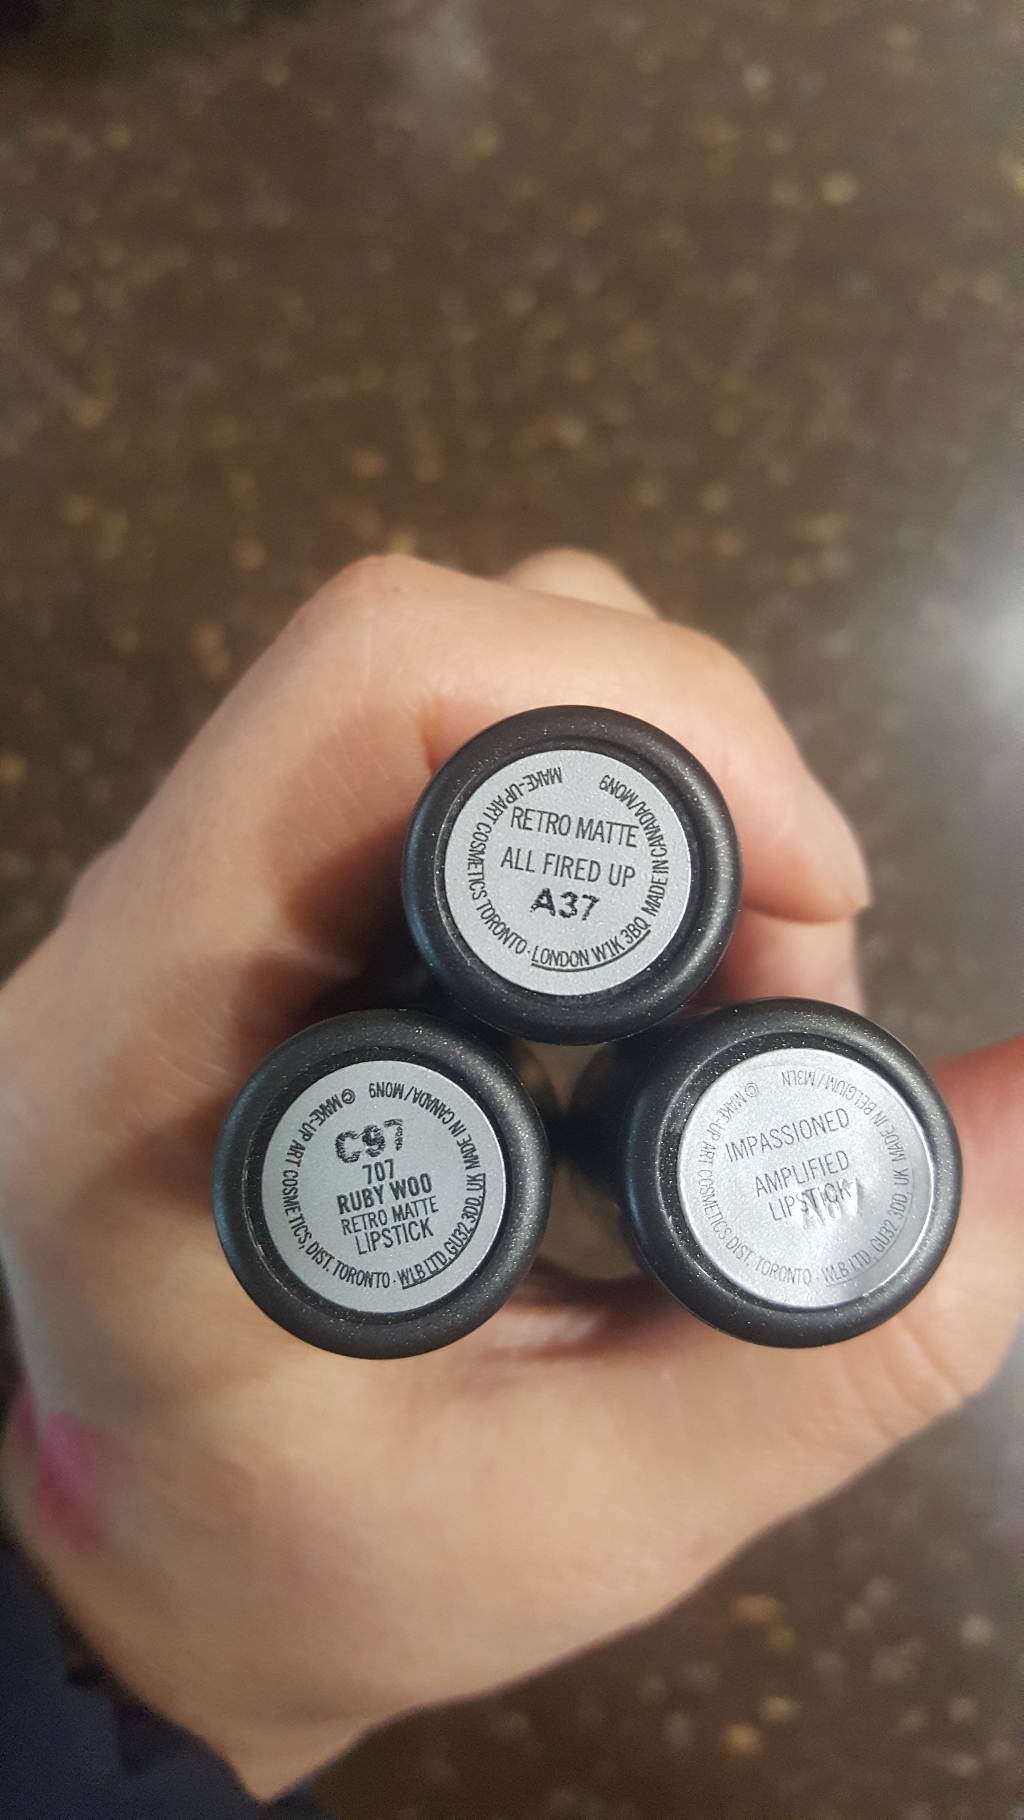 RETRO MATTE
ALL FIRED UP
A37
MAKE-UP ART COSMETICS TORONTO · LONDON W1K 3BQ MADE IN CANADA/MON9
C97
707
RUBY WOO
RETRO MATTE
LIPSTICK
© MAKE-UP ART COSMETICS, DIST. TORONTO · WLB LTD, GU32 3DD, UK MADE IN CANADA/MON9
IMPASSIONED
AMPLIFIED
LIPSTICK
© MAKE-UP ART COSMETICS, DIST. TORONTO · WLB LTD, GU32 3DD, UK MADE IN BELGIUM/M3LN